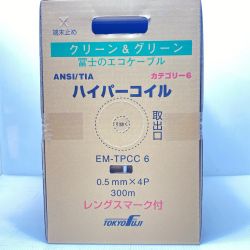 端末止め
クリーン＆グリーン
冨士のエコケーブル
ANSI/TIA カテゴリー6
ハイパーコイル
取出口
EM-TPCC 6
0.5mm×4P
300m
レングスマーク付
TOKYO FUJI